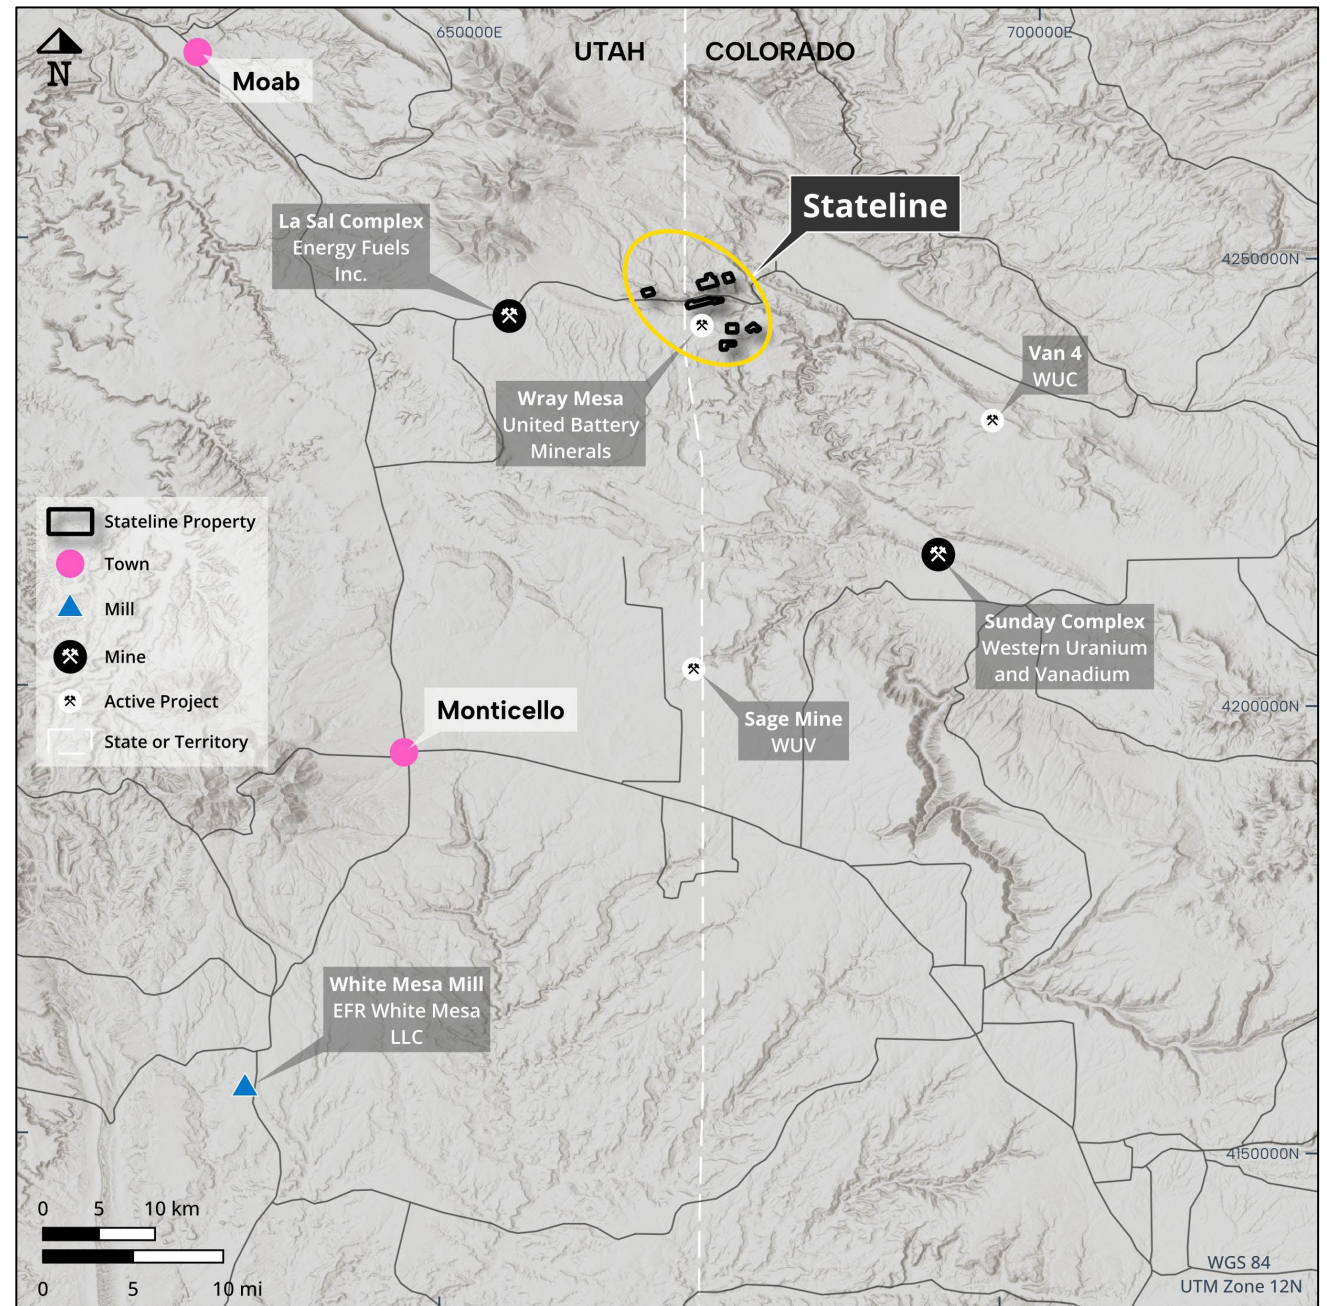 650000E
700000E
UTAH
COLORADO
N
Moab
Stateline
La Sal Complex
Energy Fuels
Inc.
4250000N
Van 4
WUC
Wray Mesa
United Battery
Minerals
Stateline Property
Town
Mill
Mine
Active Project
State or Territory
Sunday Complex
Western Uranium
and Vanadium
Monticello
Sage Mine
WUV
4200000N
White Mesa Mill
EFR White Mesa
LLC
4150000N
0 5 10 km
0 5 10 mi
WGS 84
UTM Zone 12N